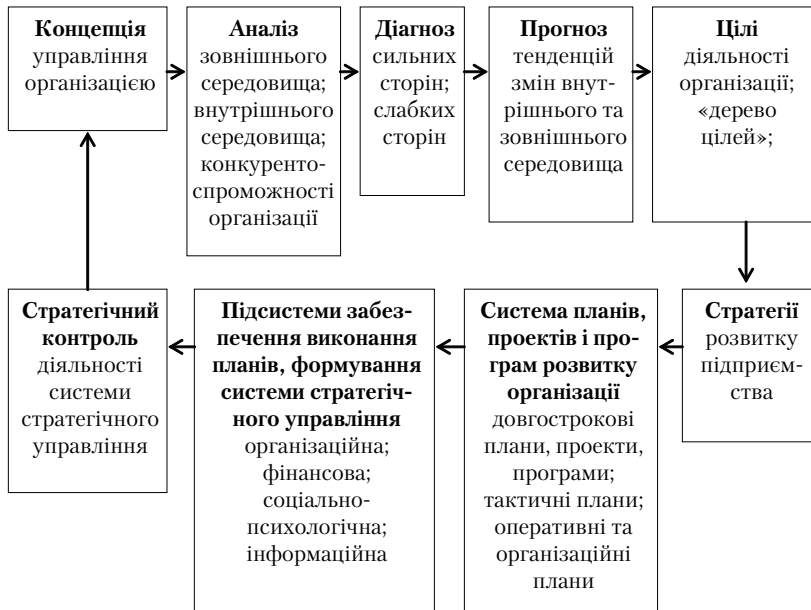 Концепція
управління
організацією
Аналіз
зовнішнього
середовища;
внутрішнього
середовища;
конкуренто-
спроможності
організації
Діагноз
сильних
сторін;
слабких
сторін
Прогноз
тенденцій
змін внут-
рішнього та
зовнішнього
середовища
Цілі
діяльності
організації;
«дерево
цілей»;
Стратегії
розвитку
підприєм-
ства
Система планів,
проектів і про-
грам розвитку
організації
довгострокові
плани, проекти,
програми;
тактичні плани;
оперативні та
організаційні
плани
Підсистеми забез-
печення виконання
планів, формування
системи стратегіч-
ного управління
організаційна;
фінансова;
соціально-
психологічна;
інформаційна
Стратегічний
контроль
діяльності
системи
стратегічного
управління